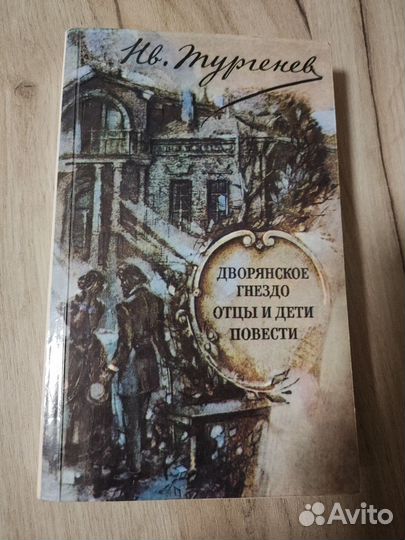 Ив. Тургенев
ДВОРЯНСКОЕ
ГНЕЗДО
ОТЦЫ И ДЕТИ
ПОВЕСТИ
Avito